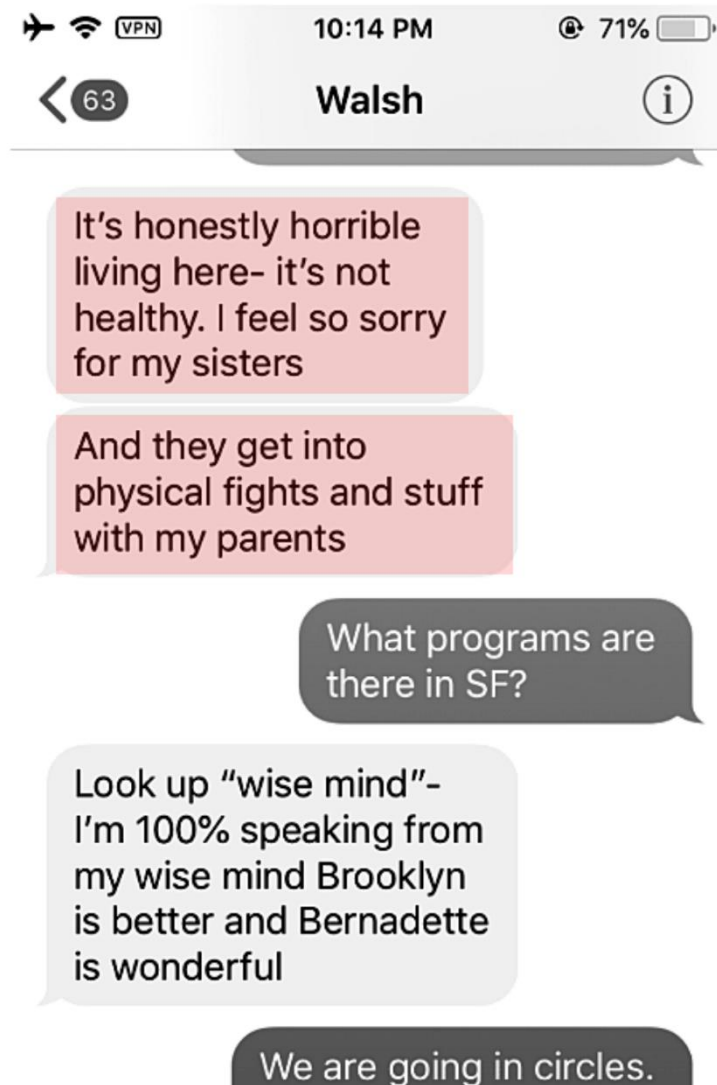 VPN 10:14 PM 71%
63 Walsh i
It's honestly horrible
living here- it's not
healthy. I feel so sorry
for my sisters
And they get into
physical fights and stuff
with my parents
What programs are
there in SF?
Look up “wise mind”-
I'm 100% speaking from
my wise mind Brooklyn
is better and Bernadette
is wonderful
We are going in circles.